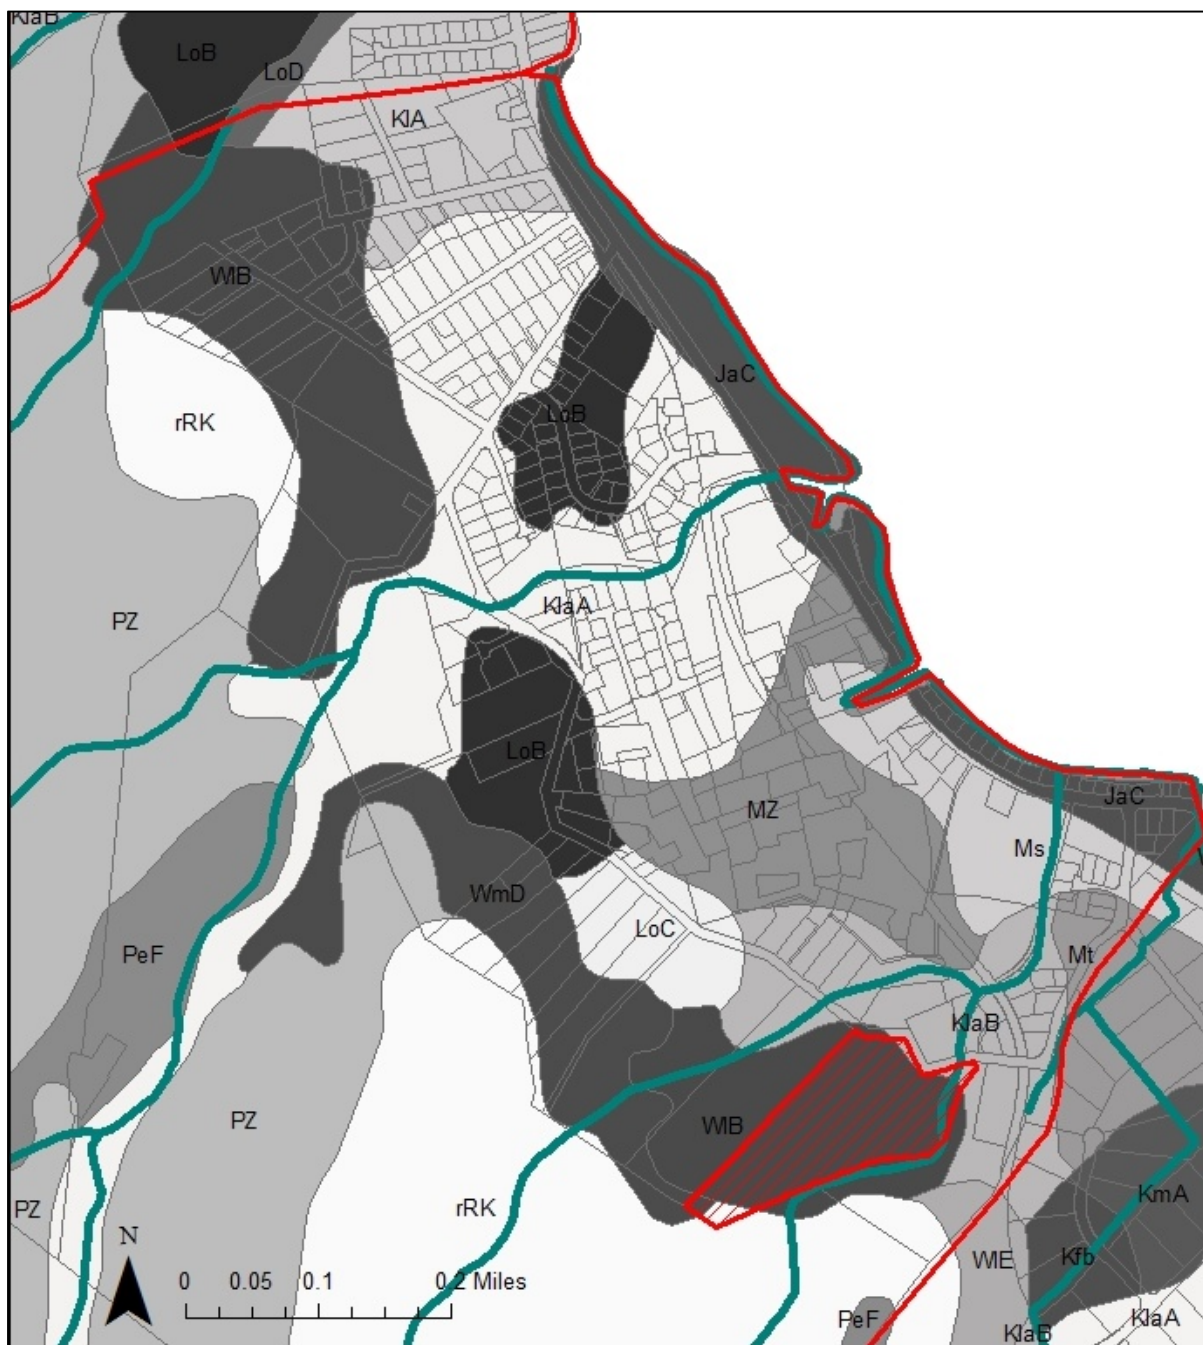 KlaB
LoB
LoD
KlA
WlB
JaC
rRK
LoB
KlaA
PZ
LoB
MZ
JaC
Ms
WmD
LoC
PeF
Mt
KlaB
PZ
WlB
KmA
rRK
PZ
N
WlE
Kfb
0 0.05 0.1 0.2 Miles
PeF
KlaB
KlaA